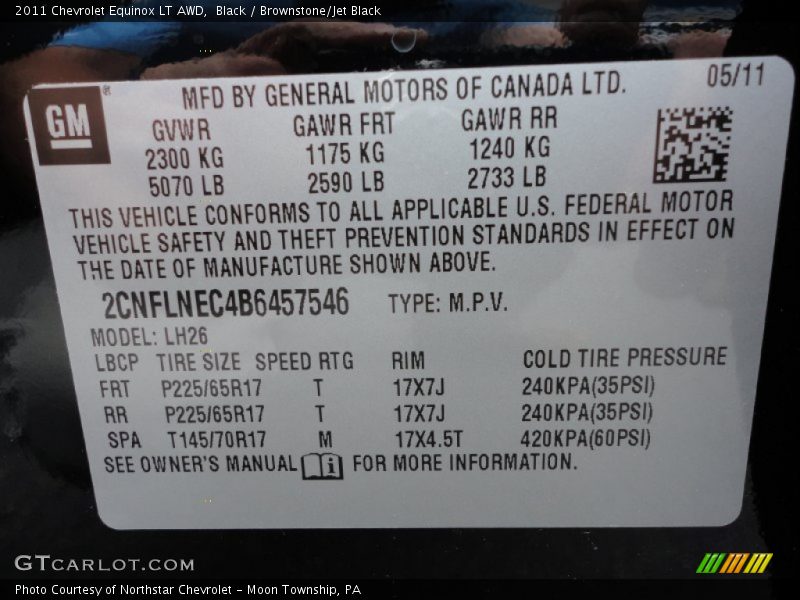 2011 Chevrolet Equinox LT AWD, Black / Brownstone/Jet Black
GM® MFD BY GENERAL MOTORS OF CANADA LTD. 05/11
GVWR GAWR FRT GAWR RR
2300 KG 1175 KG 1240 KG
5070 LB 2590 LB 2733 LB
THIS VEHICLE CONFORMS TO ALL APPLICABLE U.S. FEDERAL MOTOR
VEHICLE SAFETY AND THEFT PREVENTION STANDARDS IN EFFECT ON
THE DATE OF MANUFACTURE SHOWN ABOVE.
2CNFLNEC4B6457546 TYPE: M.P.V.
MODEL: LH26
LBCP TIRE SIZE SPEED RTG RIM COLD TIRE PRESSURE
FRT P225/65R17 T 17X7J 240KPA(35PSI)
RR P225/65R17 T 17X7J 240KPA(35PSI)
SPA T145/70R17 M 17X4.5T 420KPA(60PSI)
SEE OWNER'S MANUAL i FOR MORE INFORMATION.
GTCARLOT.COM
Photo Courtesy of Northstar Chevrolet - Moon Township, PA